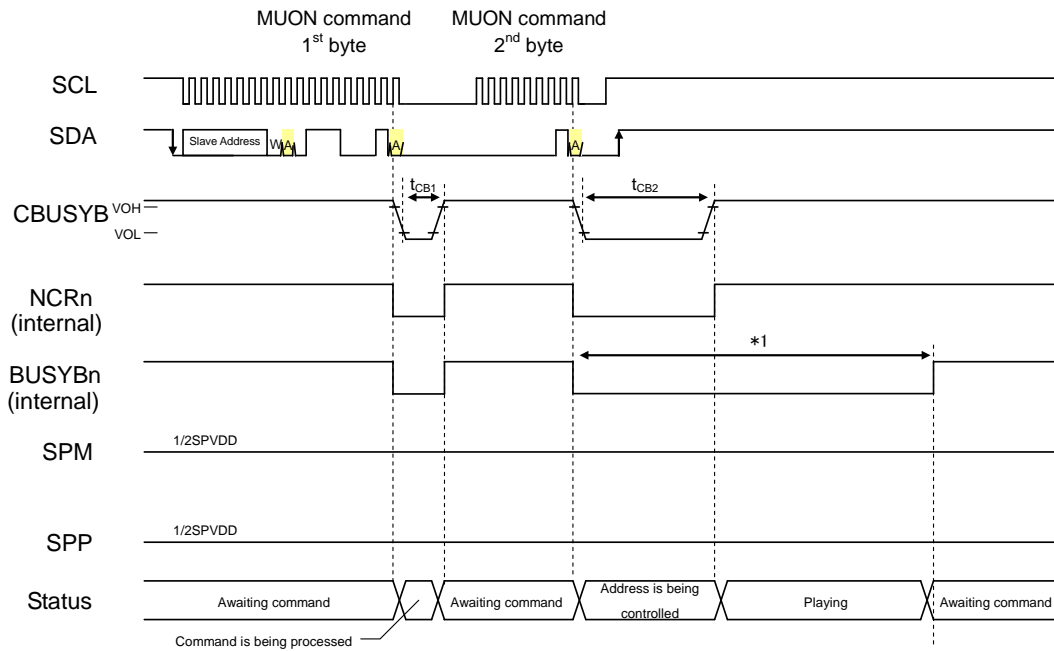 MUON command
1st byte
MUON command
2nd byte
SCL
SDA
Slave Address
W
A
A
A
tCB1
tCB2
CBUSYB
VOH
VOL
NCRn
(internal)
*1
BUSYBn
(internal)
SPM
1/2SPVDD
SPP
1/2SPVDD
Status
Awaiting command
Awaiting command
Address is being
controlled
Playing
Awaiting command
Command is being processed